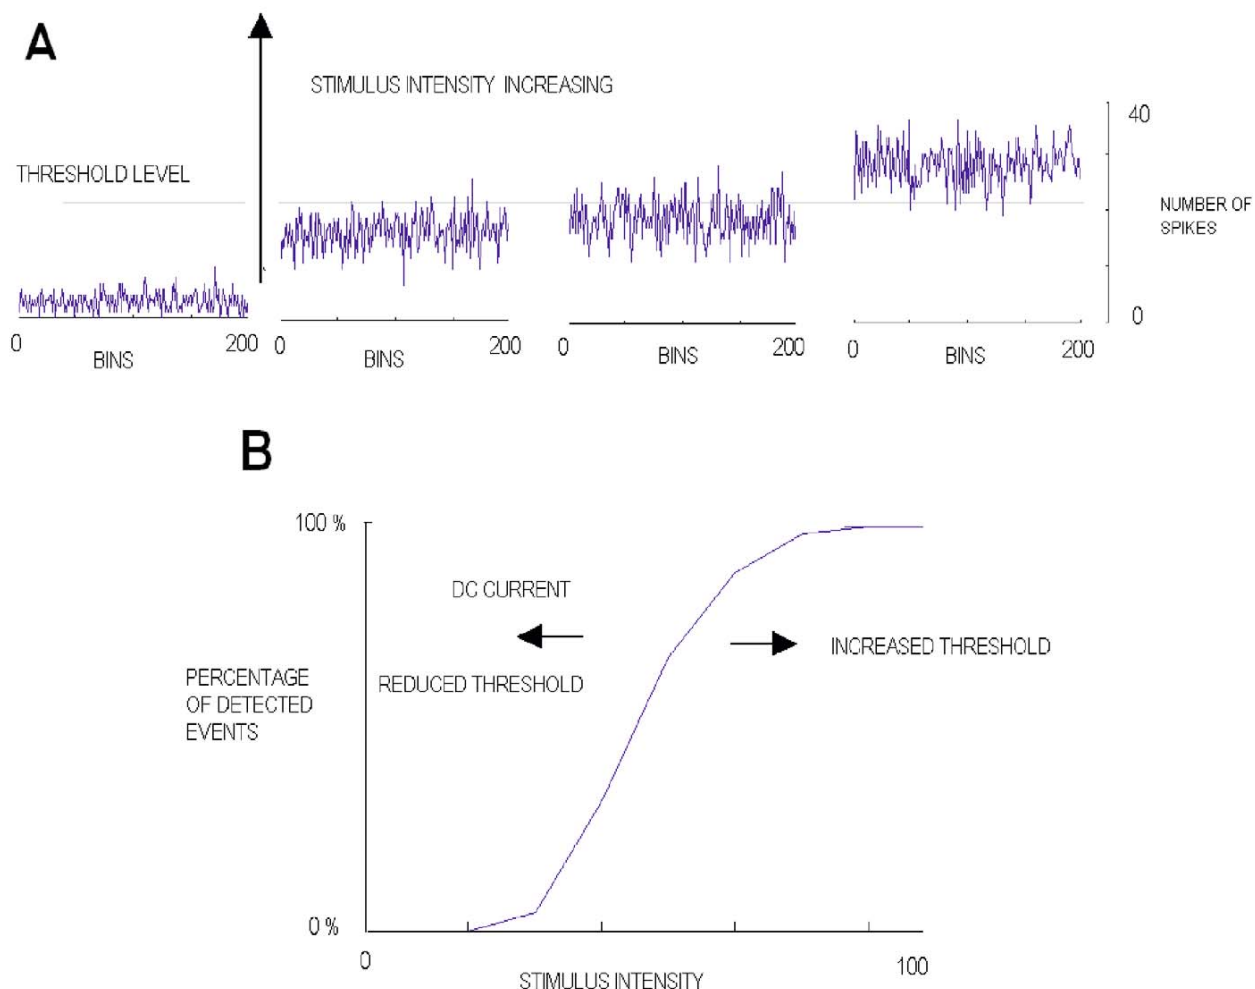 A
STIMULUS INTENSITY INCREASING
THRESHOLD LEVEL
40
NUMBER OF
SPIKES
0
0
200
BINS
0
200
BINS
0
200
BINS
0
200
BINS
B
100 %
DC CURRENT
INCREASED THRESHOLD
REDUCED THRESHOLD
PERCENTAGE
OF DETECTED
EVENTS
0 %
0
100
STIMULUS INTENSITY